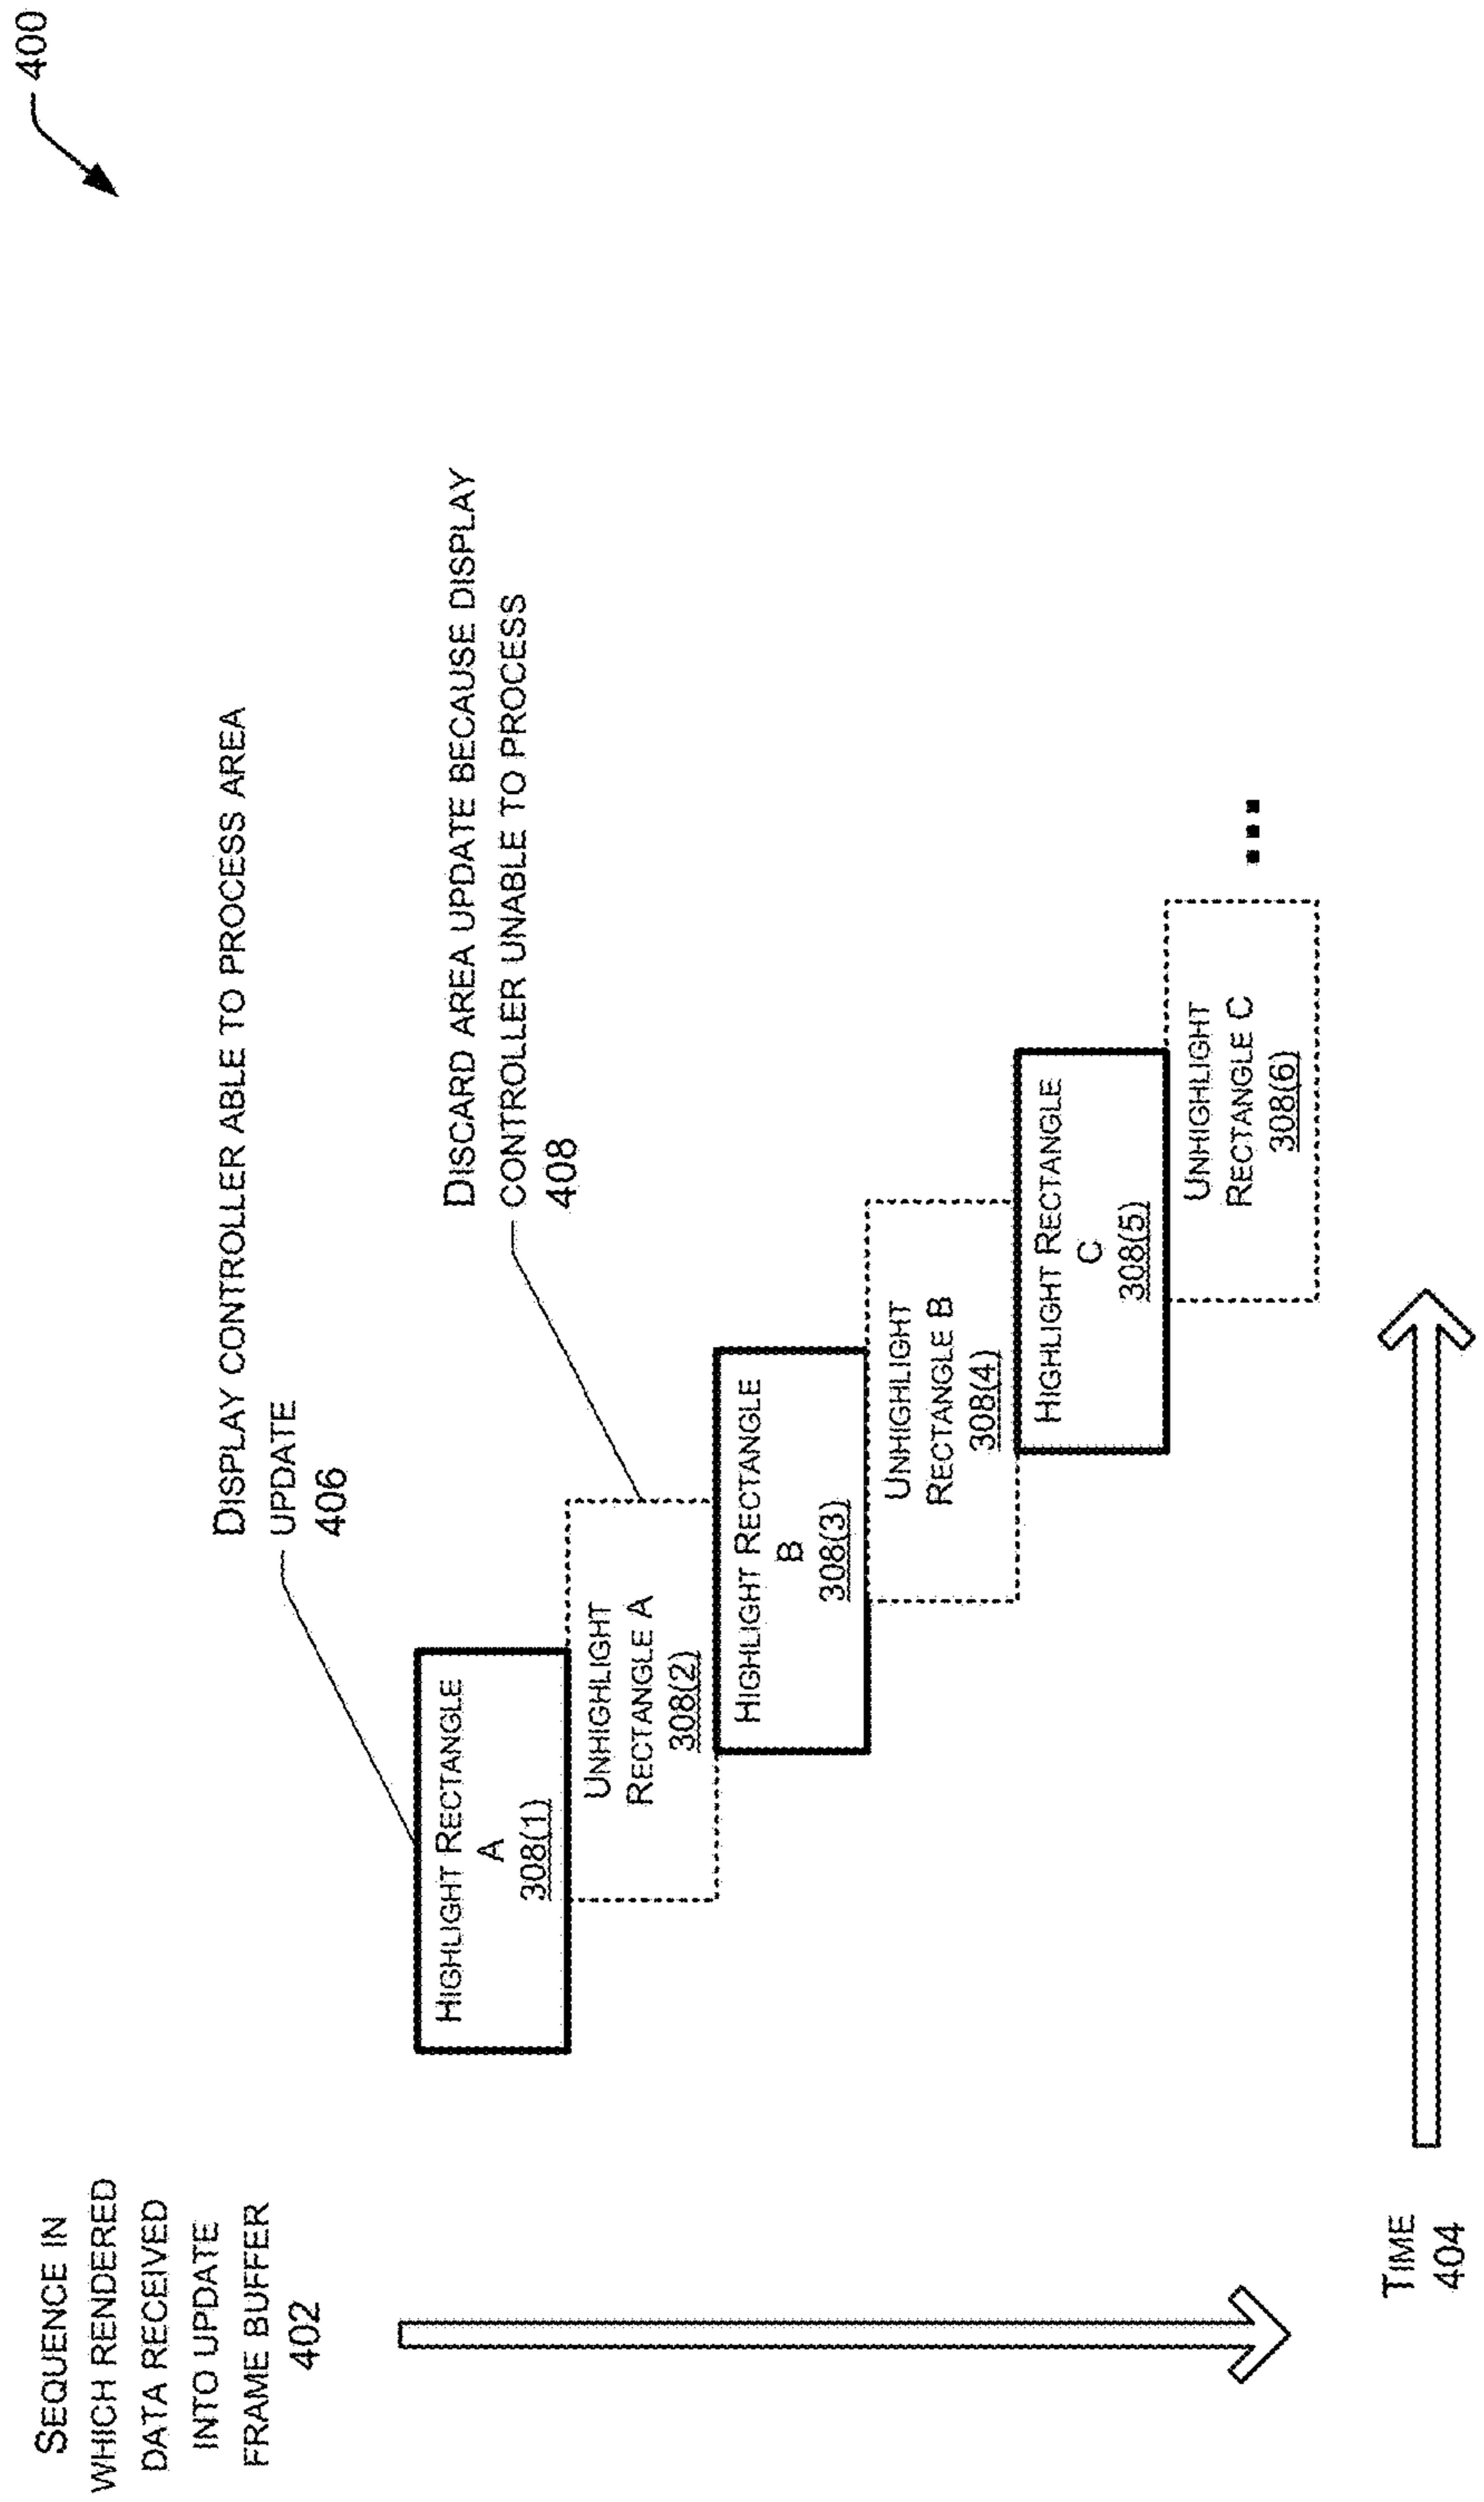 400
SEQUENCE IN
WHICH RENDERED
DATA RECEIVED
INTO UPDATE
FRAME BUFFER
402
DISPLAY CONTROLLER ABLE TO PROCESS AREA
UPDATE
406
DISCARD AREA UPDATE BECAUSE DISPLAY
CONTROLLER UNABLE TO PROCESS
408
HIGHLIGHT RECTANGLE
A
308(1)
UNHIGHLIGHT
RECTANGLE A
308(2)
HIGHLIGHT RECTANGLE
B
308(3)
UNHIGHLIGHT
RECTANGLE B
308(4)
HIGHLIGHT RECTANGLE
C
308(5)
UNHIGHLIGHT
RECTANGLE C
308(6)
...
TIME
404